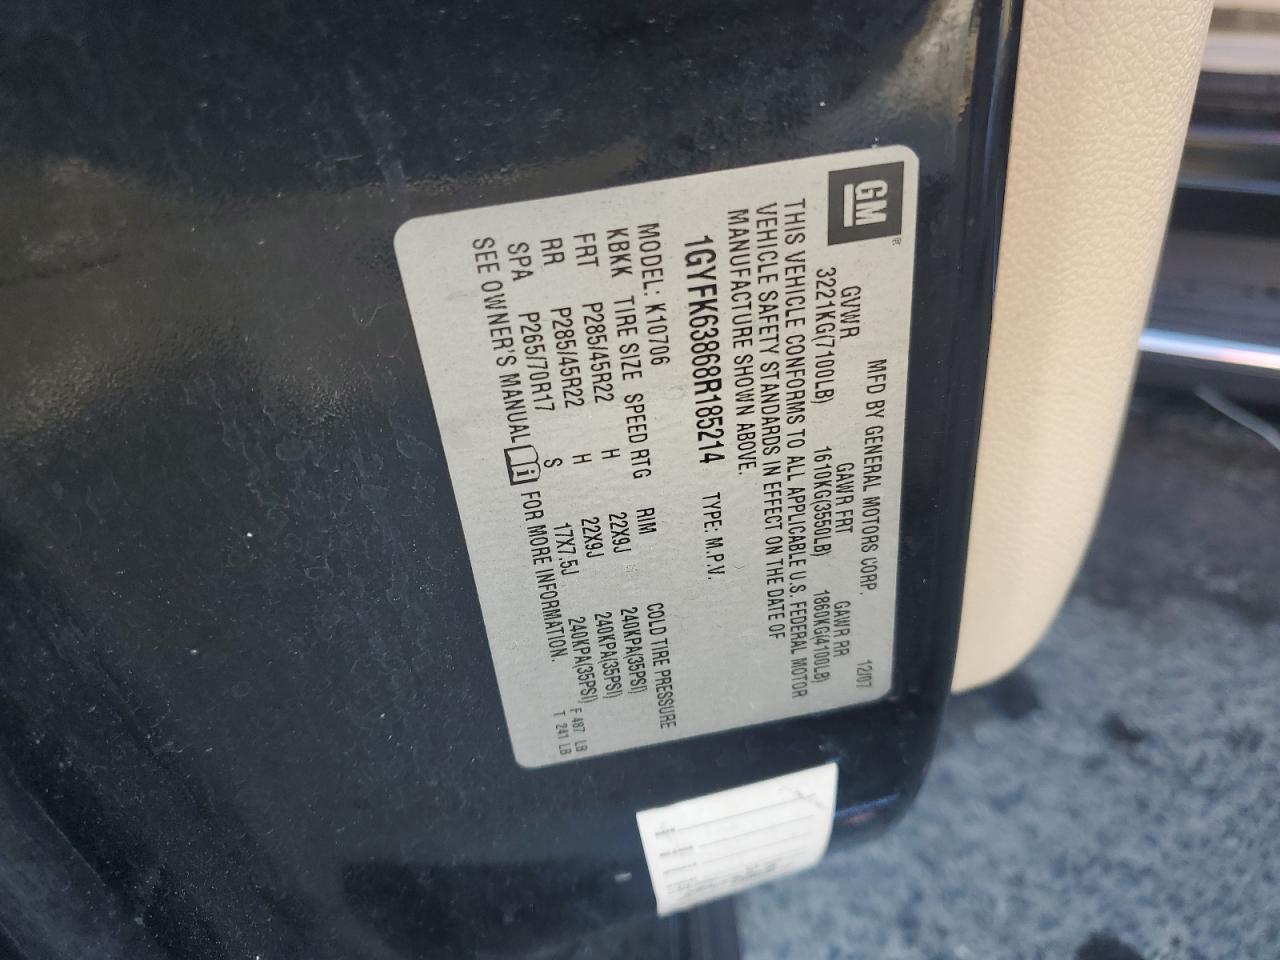 GM
MFD BY GENERAL MOTORS CORP. 12/07
GVWR GAWR FRT GAWR RR
3221KG(7100LB) 1610KG(3550LB) 1860KG(4100LB)
THIS VEHICLE CONFORMS TO ALL APPLICABLE U.S. FEDERAL MOTOR
VEHICLE SAFETY STANDARDS IN EFFECT ON THE DATE OF
MANUFACTURE SHOWN ABOVE.
1GYFK63868R185214 TYPE: M.P.V.
MODEL: K10706
KBKK TIRE SIZE SPEED RTG RIM COLD TIRE PRESSURE
FRT P285/45R22 H 22X9J 240KPA(35PSI)
RR P285/45R22 H 22X9J 240KPA(35PSI)
SPA P265/70R17 S 17X7.5J 240KPA(35PSI)
SEE OWNER'S MANUAL i FOR MORE INFORMATION.
F 487 LB
T 241 LB